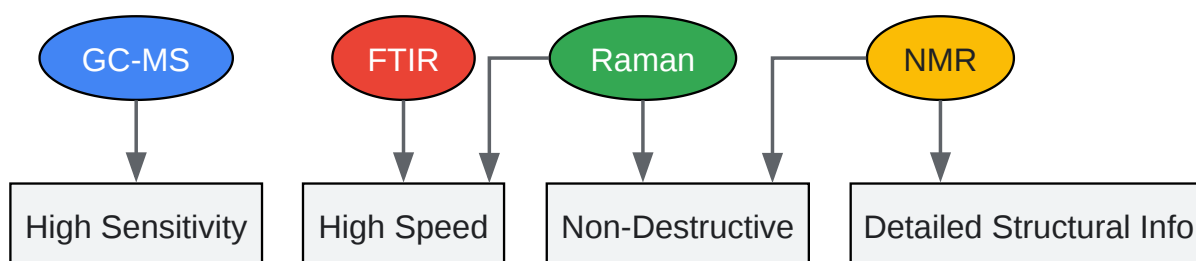 GC-MS
FTIR
Raman
NMR
High Sensitivity
High Speed
Non-Destructive
Detailed Structural Info